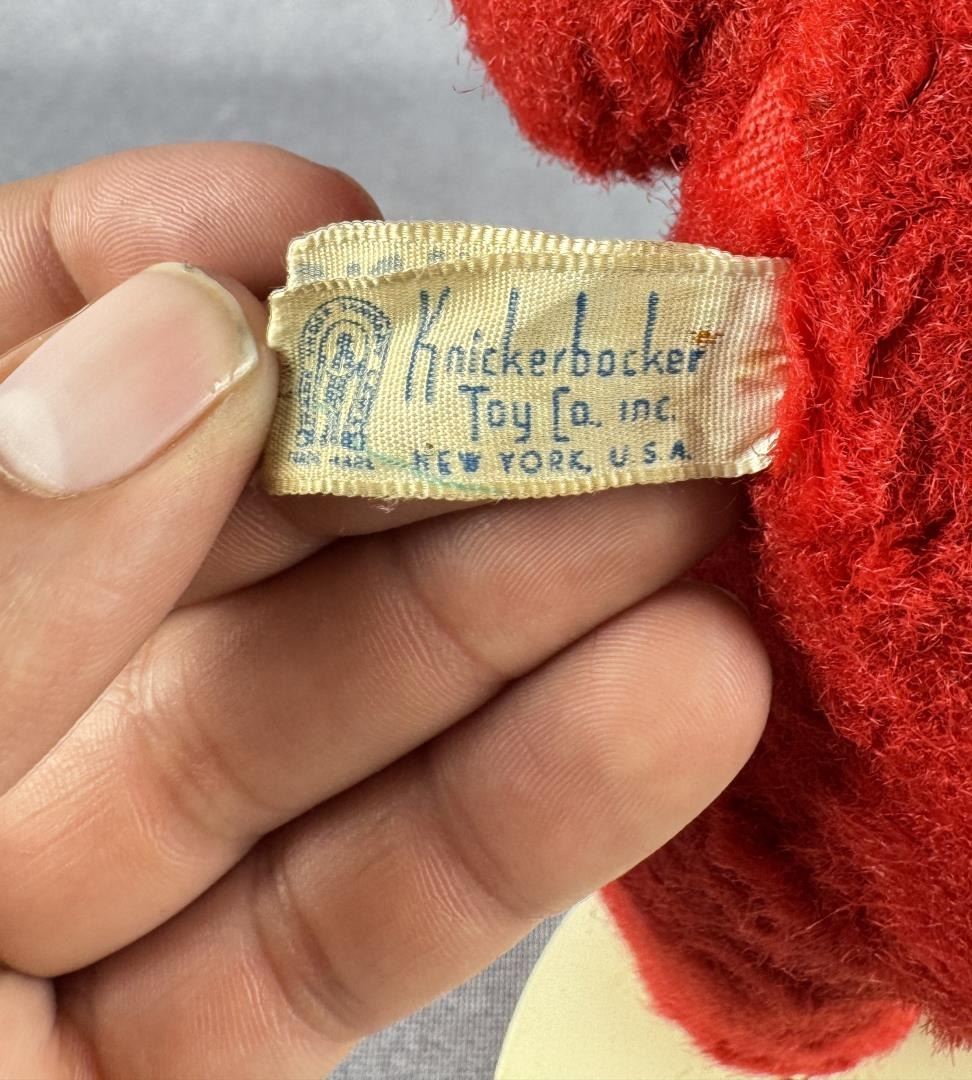 Knickerbocker
Toy Co. inc.
NEW YORK, U.S.A.